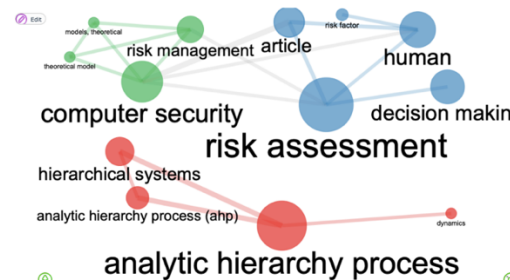 Edit
models, theoretical
risk management
article
risk factor
theoretical model
human
computer security
decision makin
risk assessment
hierarchical systems
analytic hierarchy process (ahp)
dynamics
analytic hierarchy process